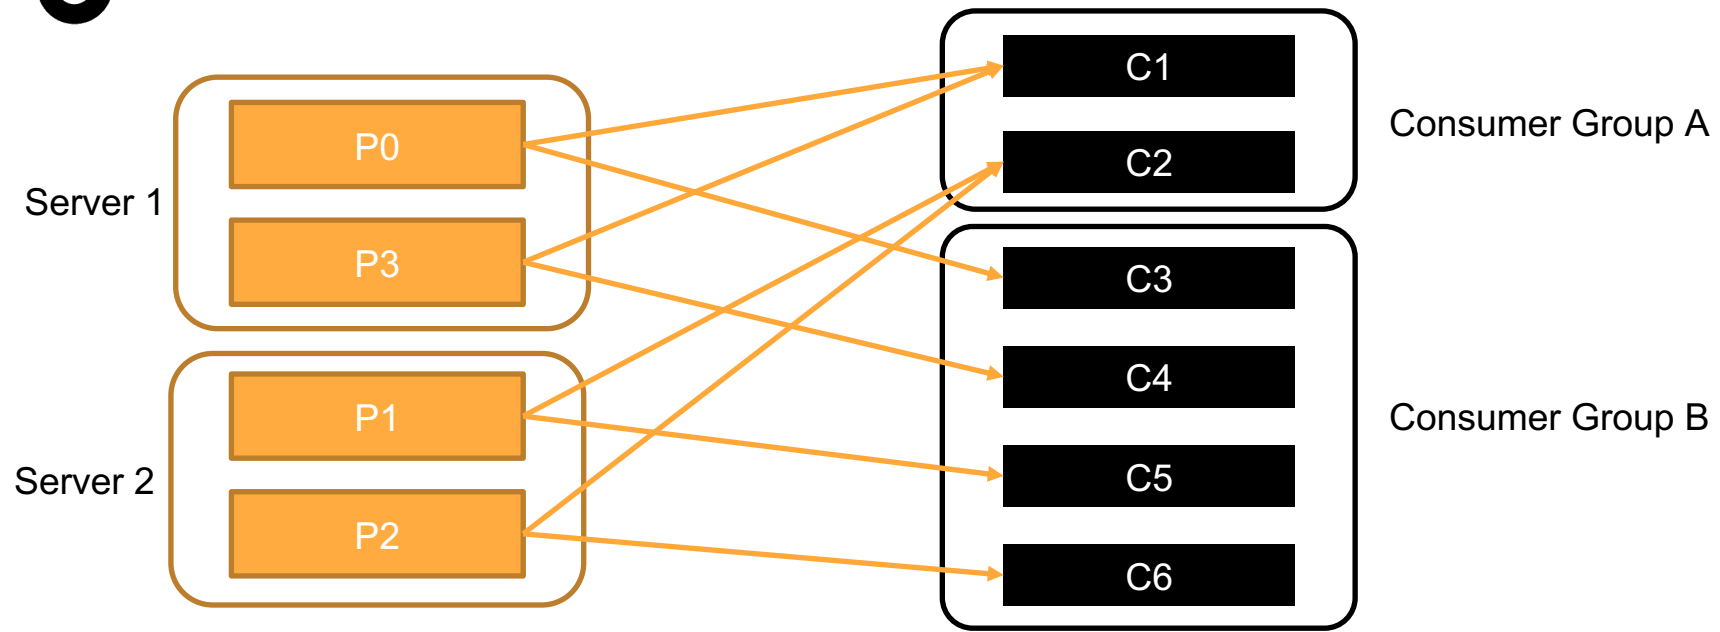 Server 1
P0
P3
Server 2
P1
P2
C1
C2
Consumer Group A
C3
C4
C5
C6
Consumer Group B